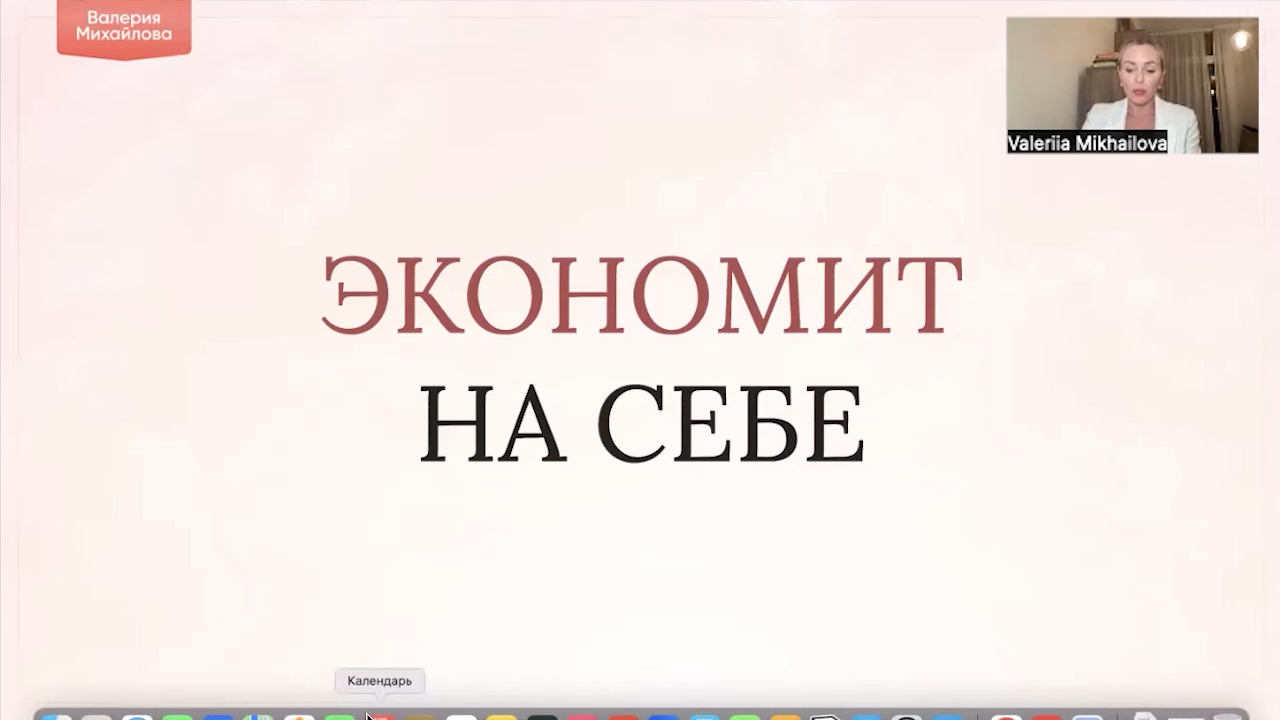 Валерия
Михайлова
Valeriia Mikhailova
ЭКОНОМИТ
НА СЕБЕ
Календарь